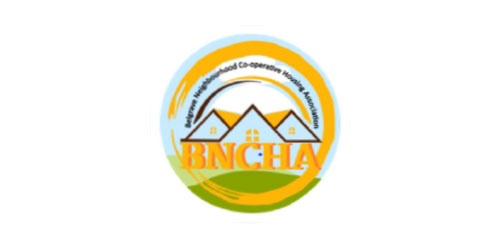 Belgrave Neighbourhood Co-operative Housing Association
BNCHA